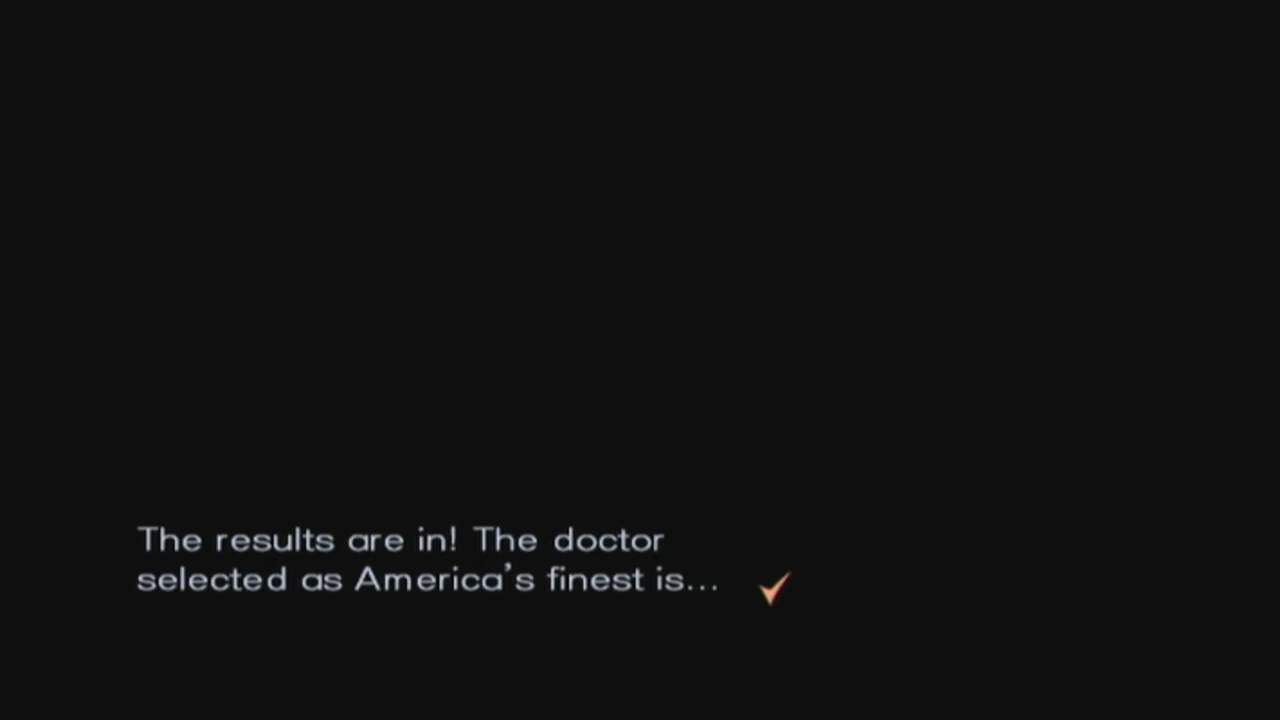 The results are in! The doctor
selected as America's finest is...